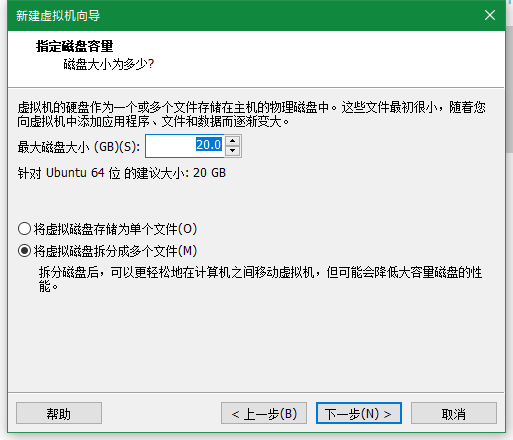 新建虚拟机向导
指定磁盘容量
磁盘大小为多少?
虚拟机的硬盘作为一个或多个文件存储在主机的物理磁盘中。这些文件最初很小，随着您
向虚拟机中添加应用程序、文件和数据而逐渐变大。
最大磁盘大小 (GB)(S): 20.0
针对 Ubuntu 64 位 的建议大小: 20 GB
将虚拟磁盘存储为单个文件(O)
将虚拟磁盘拆分成多个文件(M)
拆分磁盘后，可以更轻松地在计算机之间移动虚拟机，但可能会降低大容量磁盘的性
能。
帮助 < 上一步(B) 下一步(N) > 取消